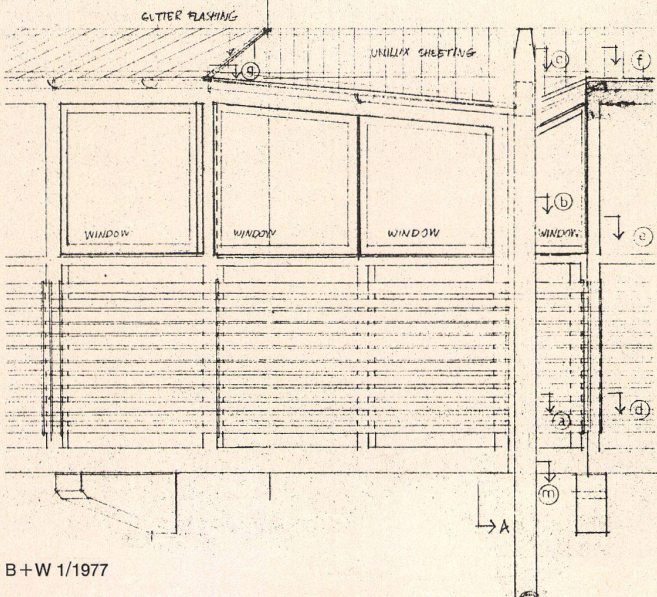 GUTTER FLASHING
UNILUX SHEETING
g
c
f
b
e
WINDOW
WINDOW
WINDOW
WINDOW
a
d
m
A
B+W 1/1977